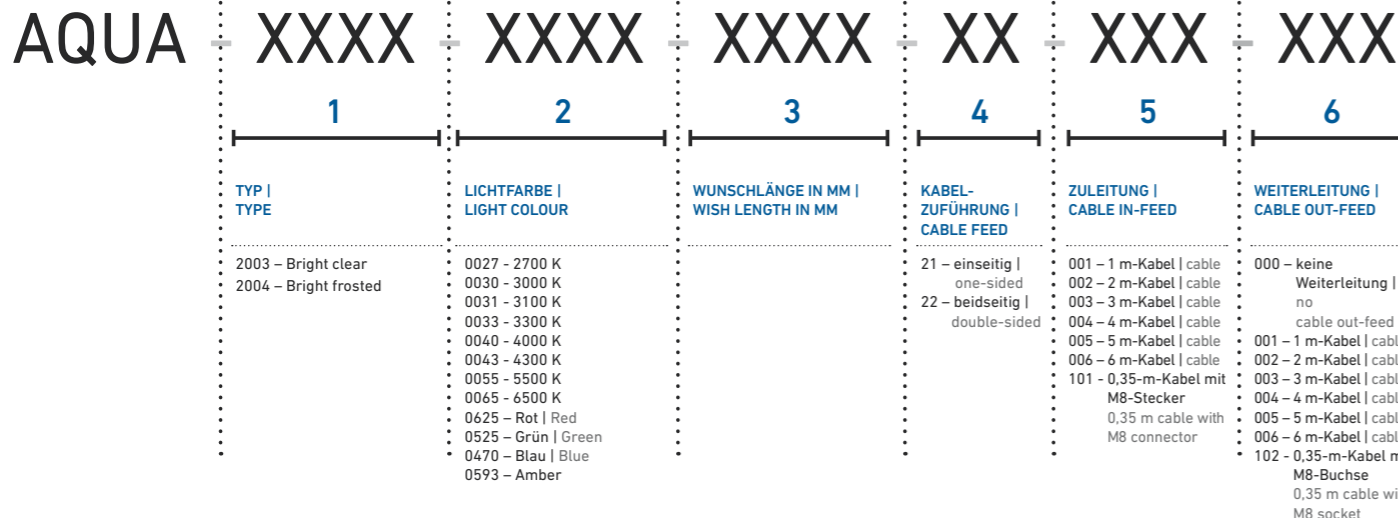 AQUA - XXXX - XXXX - XXXX - XX - XXX - XXX
1
2
3
4
5
6
TYP |
TYPE
2003 – Bright clear
2004 – Bright frosted
LICHTFARBE |
LIGHT COLOUR
0027 - 2700 K
0030 - 3000 K
0031 - 3100 K
0033 - 3300 K
0040 - 4000 K
0043 - 4300 K
0055 - 5500 K
0065 - 6500 K
0625 – Rot | Red
0525 – Grün | Green
0470 – Blau | Blue
0593 – Amber
WUNSCHLÄNGE IN MM |
WISH LENGTH IN MM
KABEL-
ZUFÜHRUNG |
CABLE FEED
21 – einseitig |
one-sided
22 – beidseitig |
double-sided
ZULEITUNG |
CABLE IN-FEED
001 – 1 m-Kabel | cable
002 – 2 m-Kabel | cable
003 – 3 m-Kabel | cable
004 – 4 m-Kabel | cable
005 – 5 m-Kabel | cable
006 – 6 m-Kabel | cable
101 - 0,35-m-Kabel mit
M8-Stecker
0,35 m cable with
M8 connector
WEITERLEITUNG |
CABLE OUT-FEED
000 – keine
Weiterleitung |
no
cable out-feed
001 – 1 m-Kabel |
002 – 2 m-Kabel |
003 – 3 m-Kabel |
004 – 4 m-Kabel |
005 – 5 m-Kabel |
006 – 6 m-Kabel |
102 - 0,35-m-Kabel
M8-Buchse
0,35 m cable
M8 socket